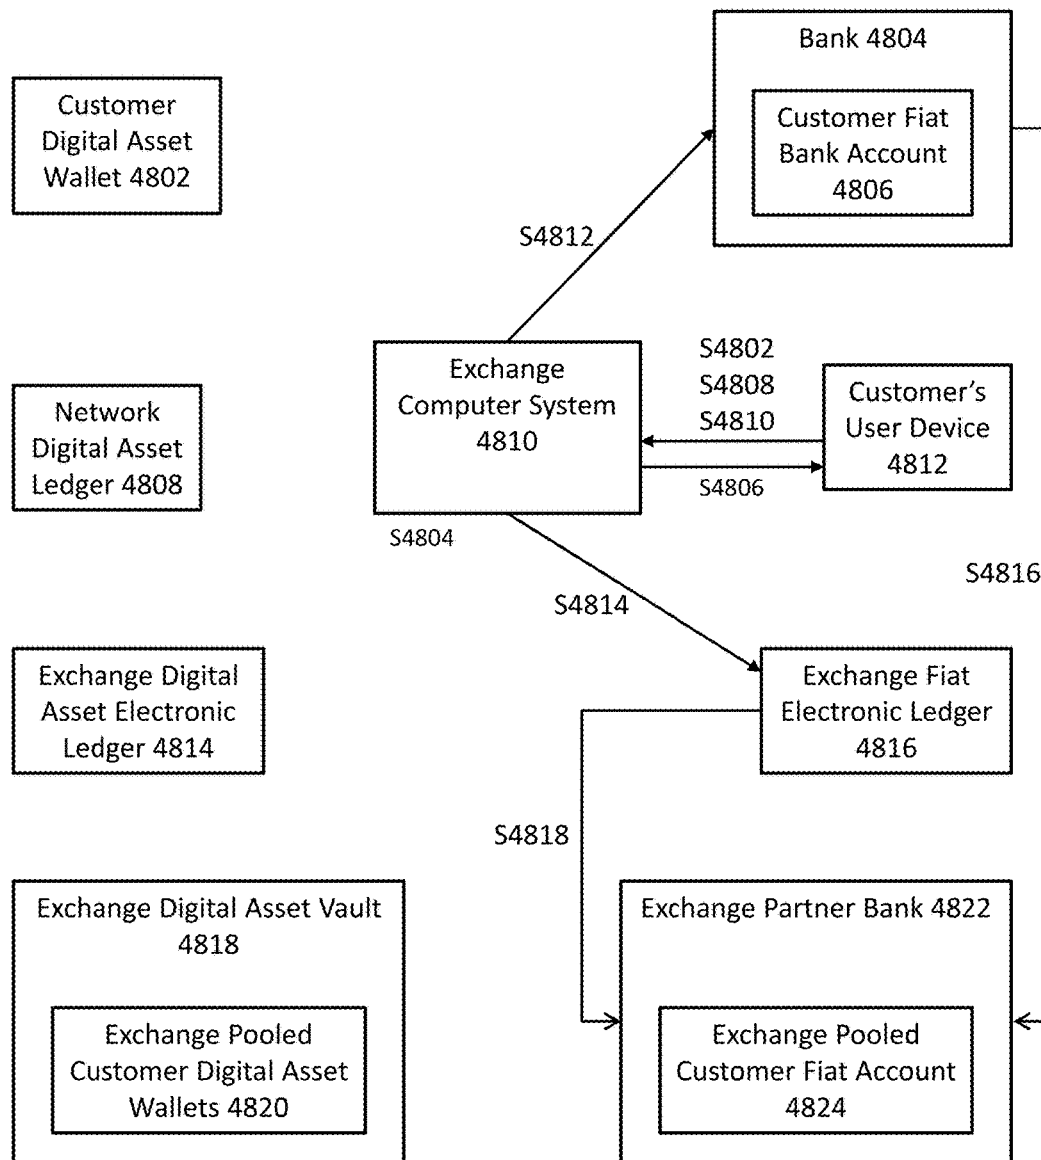 Bank 4804
Customer
Digital Asset
Wallet 4802
Customer Fiat
Bank Account
4806
S4812
Exchange
Computer System
4810
S4802
S4808
S4810
Customer's
User Device
4812
Network
Digital Asset
Ledger 4808
S4806
S4804
S4816
S4814
Exchange Digital
Asset Electronic
Ledger 4814
Exchange Fiat
Electronic Ledger
4816
S4818
Exchange Digital Asset Vault
4818
Exchange Partner Bank 4822
Exchange Pooled
Customer Digital Asset
Wallets 4820
Exchange Pooled
Customer Fiat Account
4824